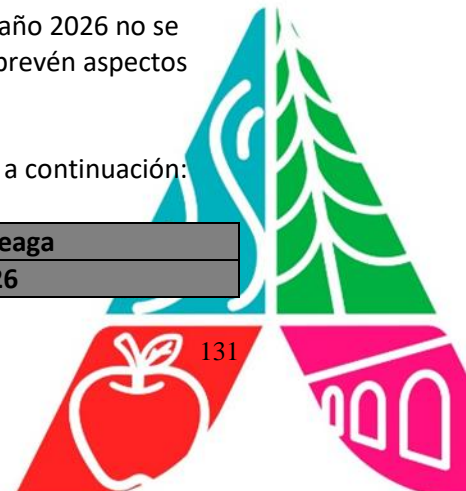 año 2026 no se
prevén aspectos
a continuación:
eaga
26
131